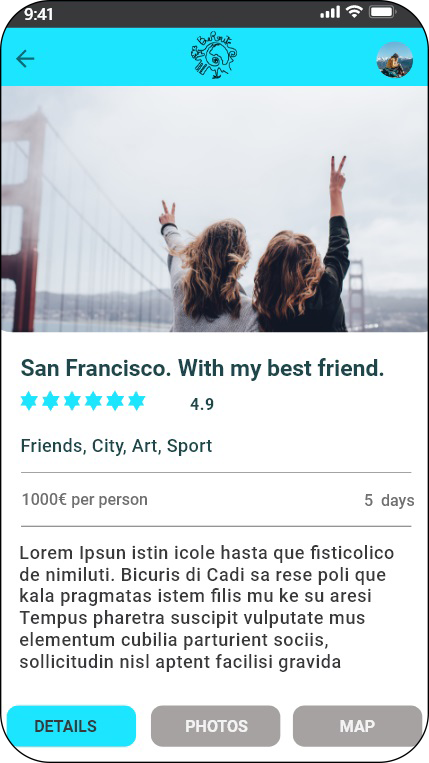 9:41
San Francisco. With my best friend.
4.9
Friends, City, Art, Sport
1000€ per person 5 days
Lorem Ipsun istin icole hasta que fisticolico
de nimiluti. Bicuris di Cadi sa rese poli que
kala pragmatas istem filis mu ke su aresi
Tempus pharetra suscipit vulputate mus
elementum cubilia parturient sociis,
sollicitudin nisl aptent facilisi gravida
DETAILS PHOTOS MAP